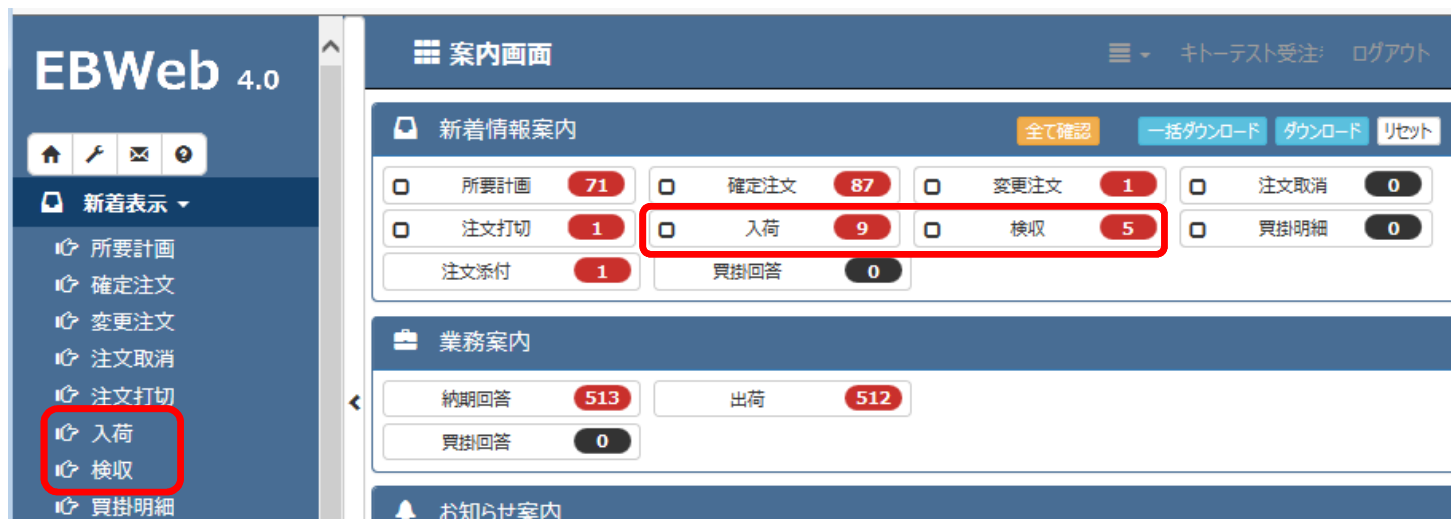 EBWeb 4.0
新着表示
所要計画
確定注文
変更注文
注文取消
注文打切
入荷
検収
買掛明細
案内画面
キトーテスト受注 ログアウト
新着情報案内 全て確認 一括ダウンロード ダウンロード リセット
所要計画 71 確定注文 87 変更注文 1 注文取消 0
注文打切 1 入荷 9 検収 5 買掛明細 0
注文添付 1 買掛回答 0
業務案内
納期回答 513 出荷 512
買掛回答 0
お知らせ案内